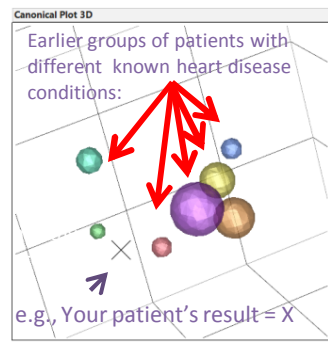 Canonical Plot 3D
Earlier groups of patients with
different known heart disease
conditions:
e.g., Your patient's result = X